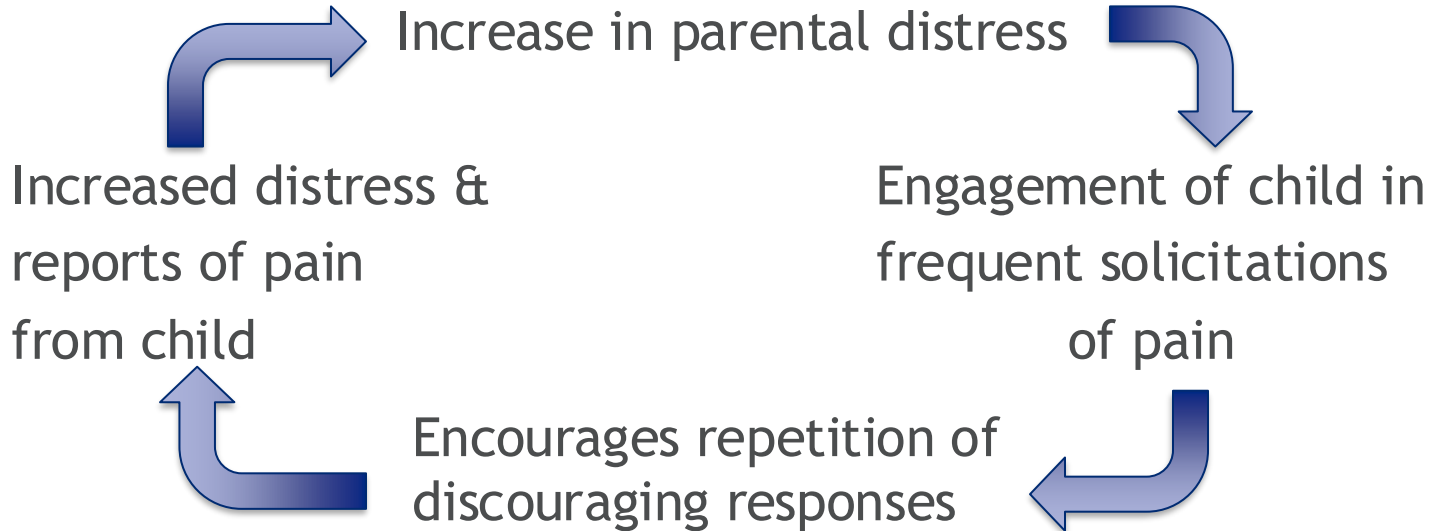 Increase in parental distress
Engagement of child in
frequent solicitations
of pain
Encourages repetition of
discouraging responses
Increased distress &
reports of pain
from child